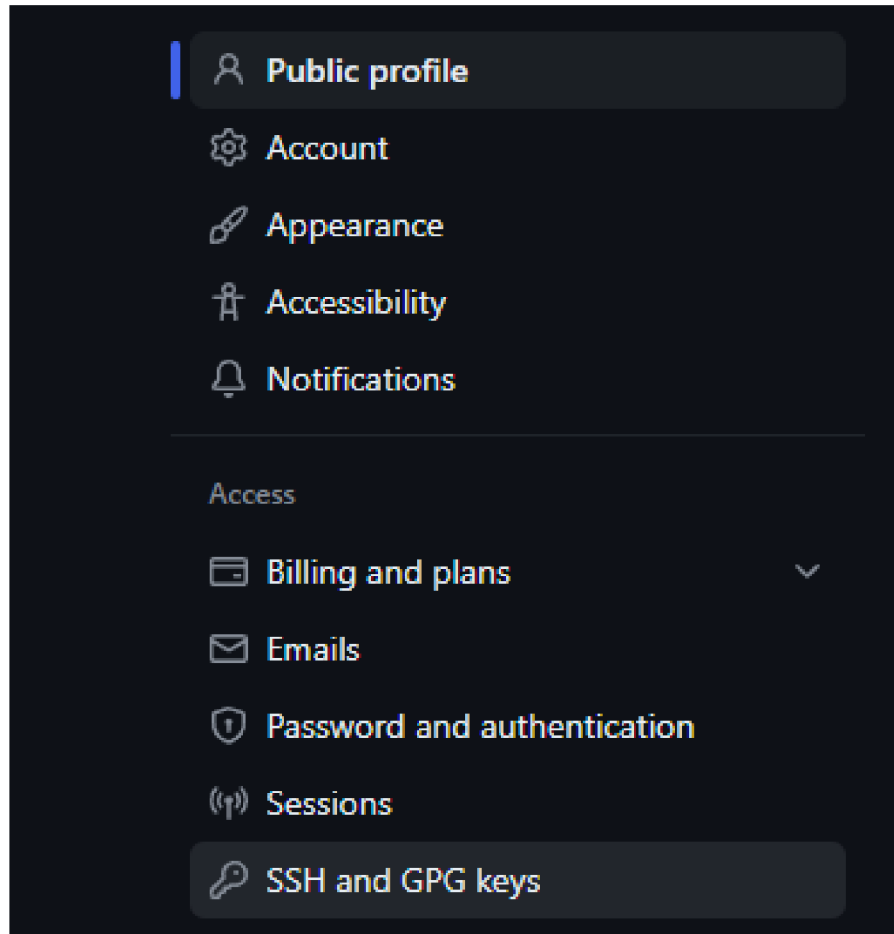 Public profile
Account
Appearance
Accessibility
Notifications
Access
Billing and plans
Emails
Password and authentication
Sessions
SSH and GPG keys